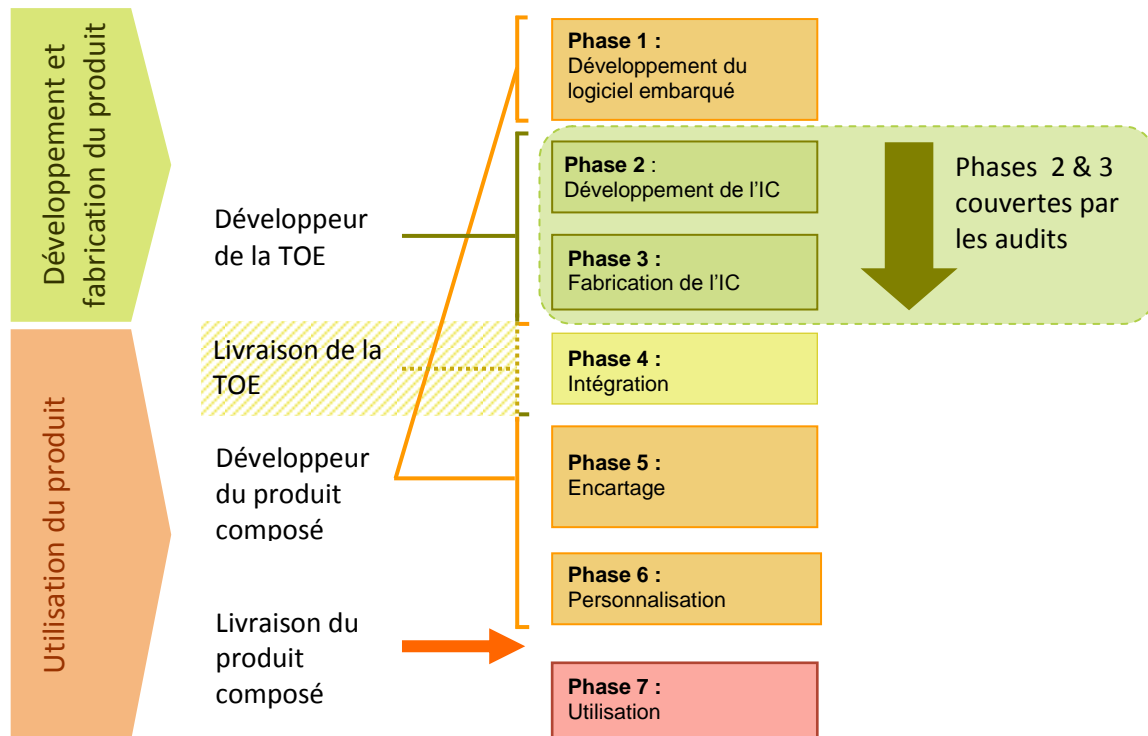 Développement et
fabrication du produit
Utilisation du produit
Développeur
de la TOE
Livraison de la
TOE
Développeur
du produit
composé
Livraison du
produit
composé
Phase 1 :
Développement du
logiciel embarqué
Phase 2 :
Développement de l'IC
Phase 3 :
Fabrication de l'IC
Phases 2 & 3
couvertes par
les audits
Phase 4 :
Intégration
Phase 5 :
Encartage
Phase 6 :
Personnalisation
Phase 7 :
Utilisation